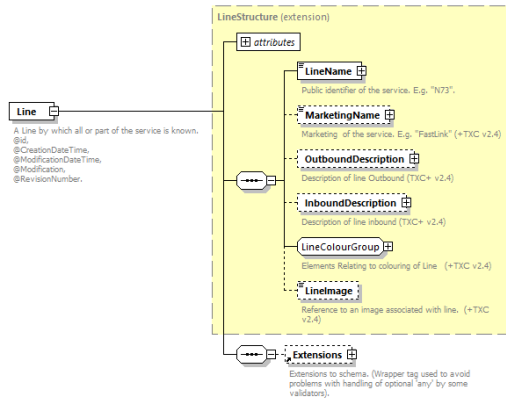 LineStructure (extension)
attributes
LineName
Public identifier of the service. E.g. "N73".
MarketingName
Marketing of the service. E.g. "FastLink" (+TXC v2.4)
OutboundDescription
Description of line Outbound (TXC+ v2.4)
InboundDescription
Description of line inbound (TXC+ v2.4)
LineColourGroup
Elements Relating to colouring of Line (+TXC v2.4)
LineImage
Reference to an image associated with line. (+TXC
v2.4)
Line
A Line by which all or part of the service is known.
@id,
@CreationDateTime,
@ModificationDateTime,
@Modification,
@RevisionNumber.
Extensions
Extensions to schema. (Wrapper tag used to avoid
problems with handling of optional 'any' by some
validators).